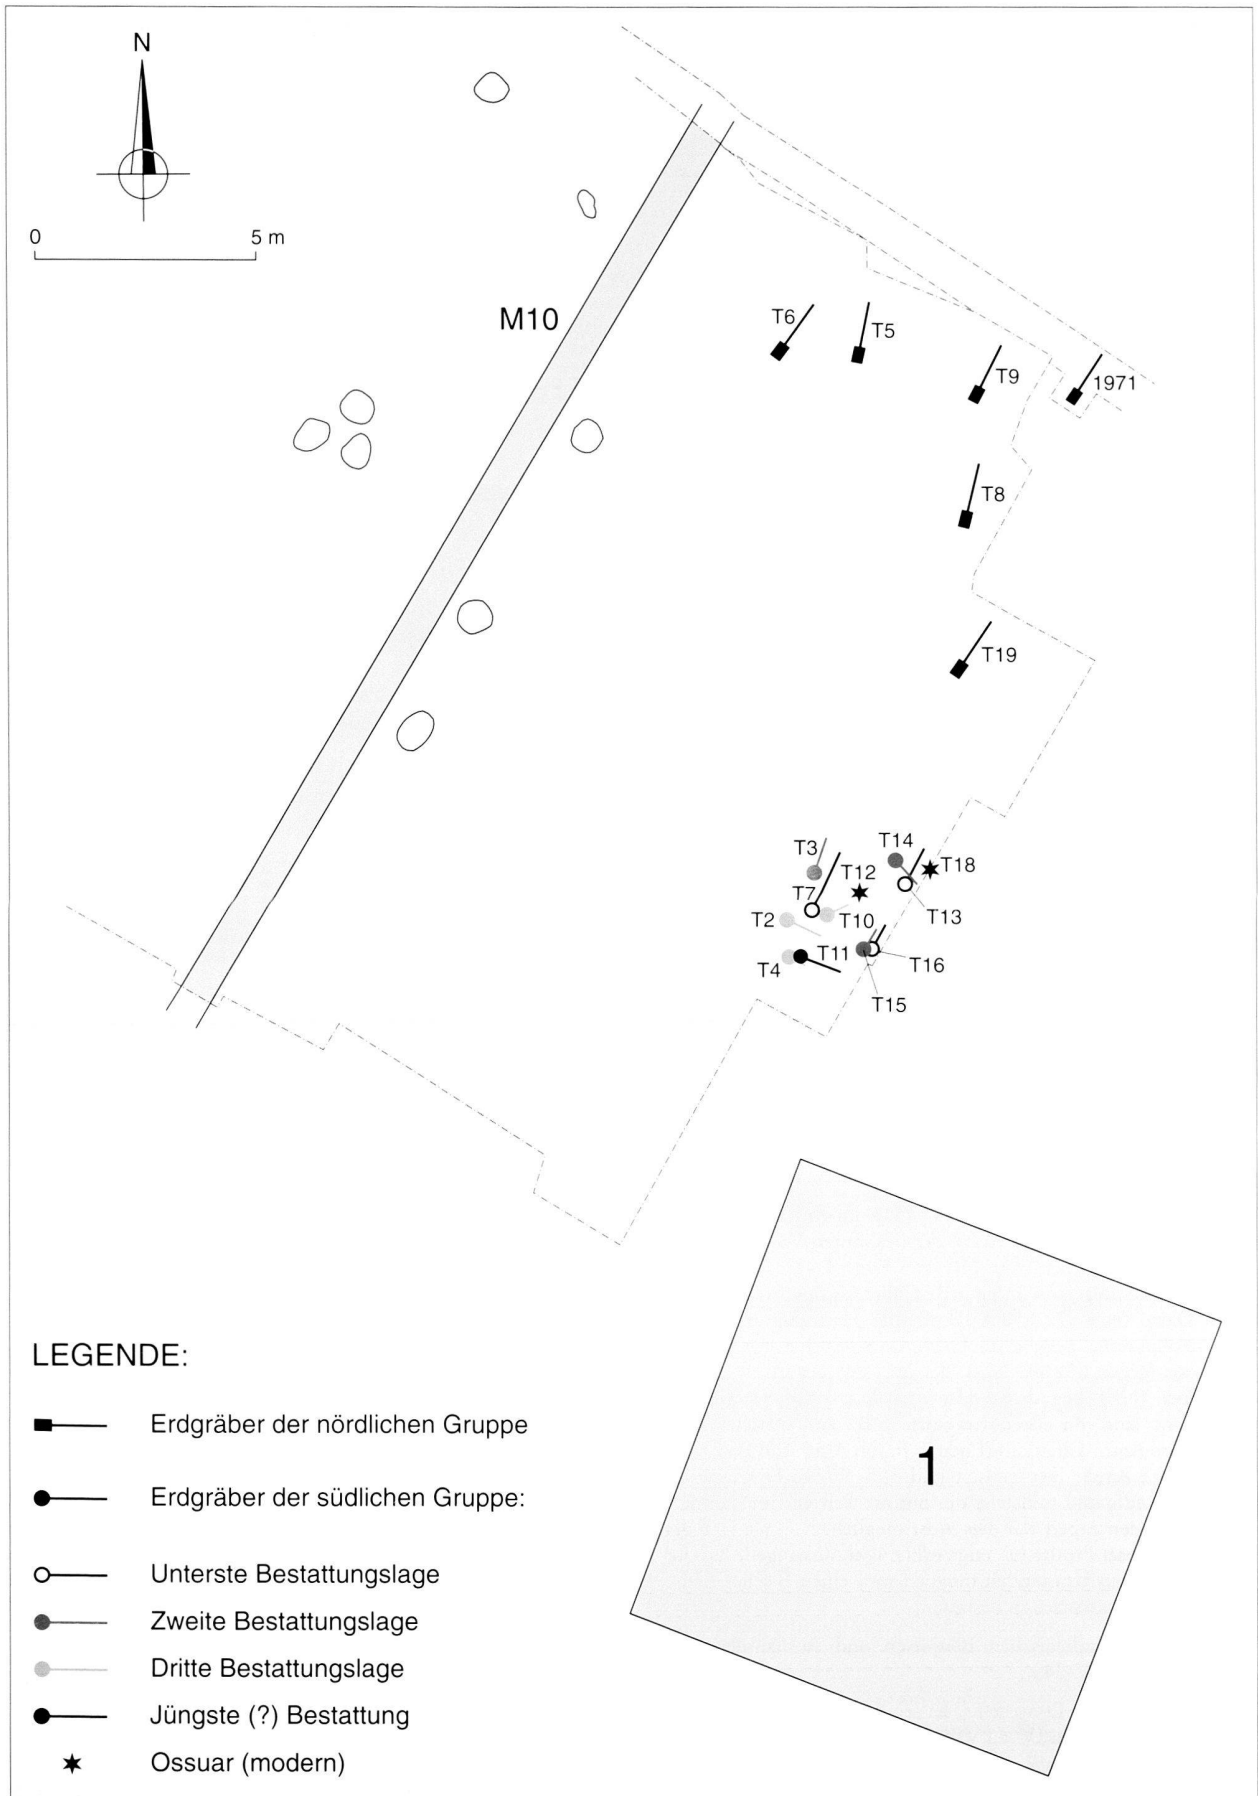 N
0 5 m
M10
T6
T5
T9
1971
T8
T19
T3
T14
T12
T18
T7
T13
T2
T10
T11
T16
T4
T15
1
LEGENDE:
Erdgräber der nördlichen Gruppe
Erdgräber der südlichen Gruppe:
Unterste Bestattungslage
Zweite Bestattungslage
Dritte Bestattungslage
Jüngste (?) Bestattung
Ossuar (modern)